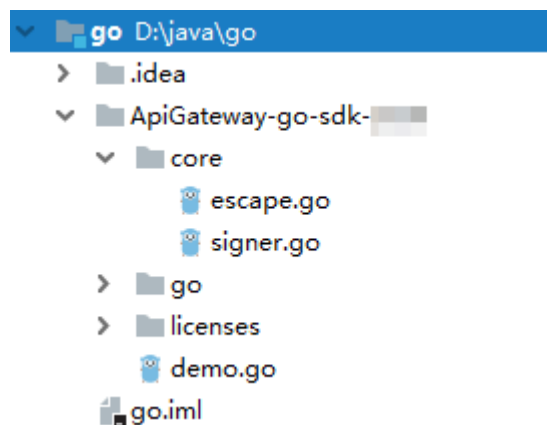 go D:\java\go
.idea
ApiGateway-go-sdk-
core
escape.go
signer.go
go
licenses
demo.go
go.iml